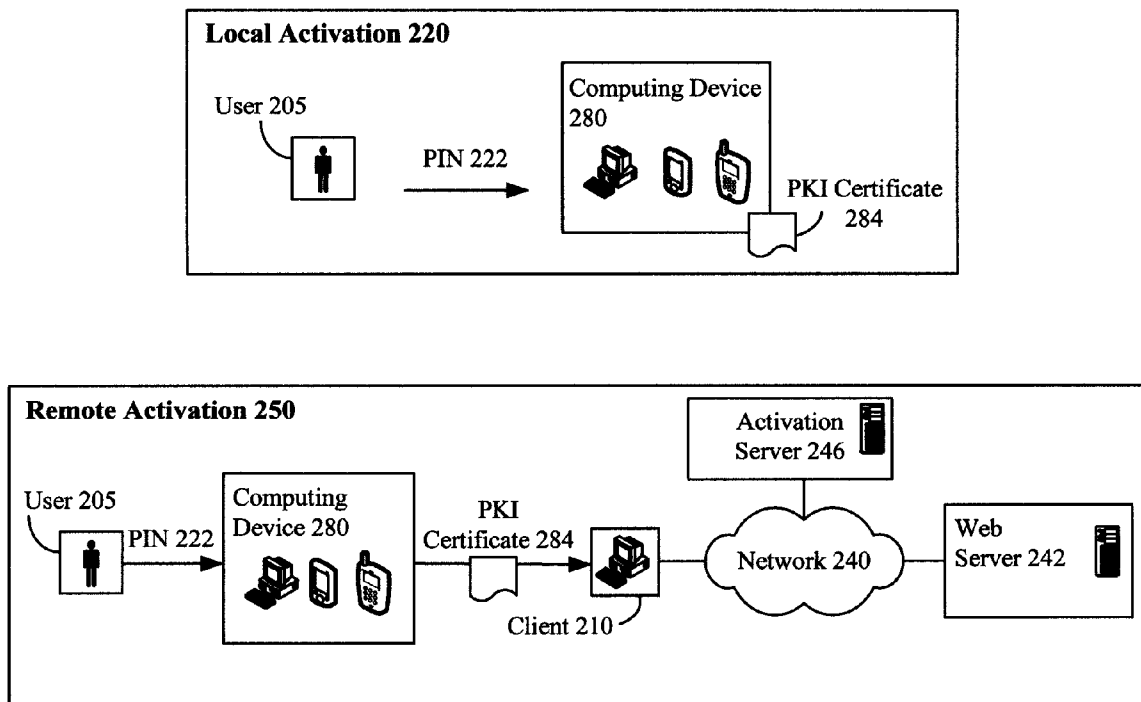 Local Activation 220
User 205
PIN 222
Computing Device
280
PKI Certificate
284
Remote Activation 250
User 205
PIN 222
Computing
Device 280
PKI
Certificate 284
Client 210
Activation
Server 246
Network 240
Web
Server 242